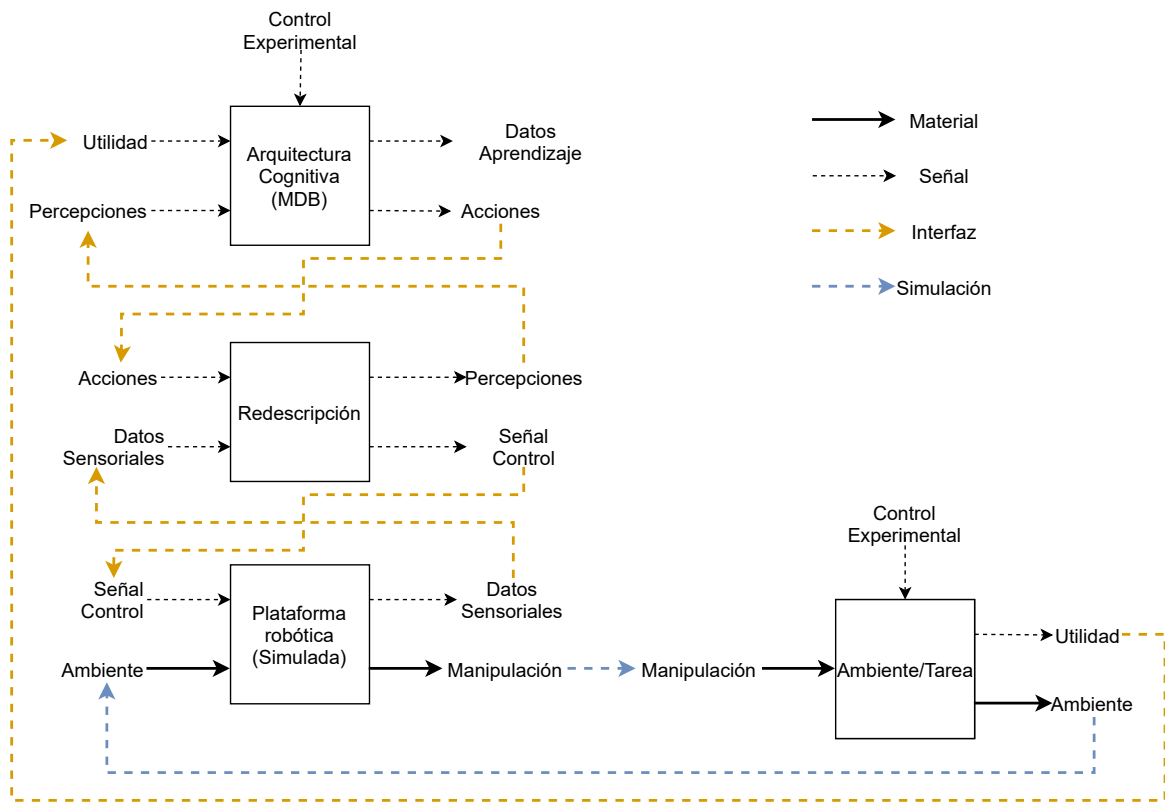 Control
Experimental
Utilidad
Percepciones
Arquitectura
Cognitiva
(MDB)
Datos
Aprendizaje
Acciones
Material
Señal
Interfaz
Simulación
Acciones
Datos
Sensoriales
Redescripción
Percepciones
Señal
Control
Señal
Control
Ambiente
Plataforma
robótica
(Simulada)
Datos
Sensoriales
Manipulación
Manipulación
Control
Experimental
Ambiente/Tarea
Utilidad
Ambiente